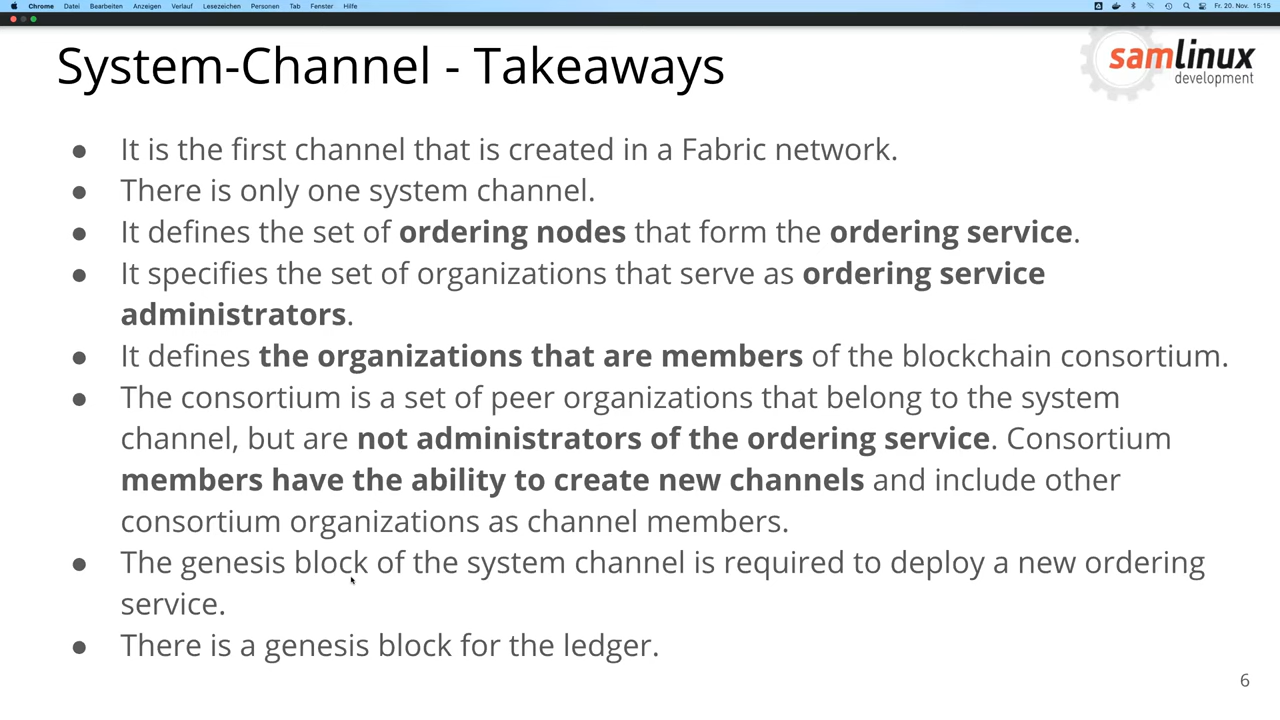 Chrome Datei Bearbeiten Anzeigen Verlauf Lesezeichen Personen Tab Fenster Hilfe Fr. 20. Nov. 15:15
System-Channel - Takeaways
samlinux
development
● It is the first channel that is created in a Fabric network.
● There is only one system channel.
● It defines the set of ordering nodes that form the ordering service.
● It specifies the set of organizations that serve as ordering service
administrators.
● It defines the organizations that are members of the blockchain consortium.
● The consortium is a set of peer organizations that belong to the system
channel, but are not administrators of the ordering service. Consortium
members have the ability to create new channels and include other
consortium organizations as channel members.
● The genesis block of the system channel is required to deploy a new ordering
service.
● There is a genesis block for the ledger.
6